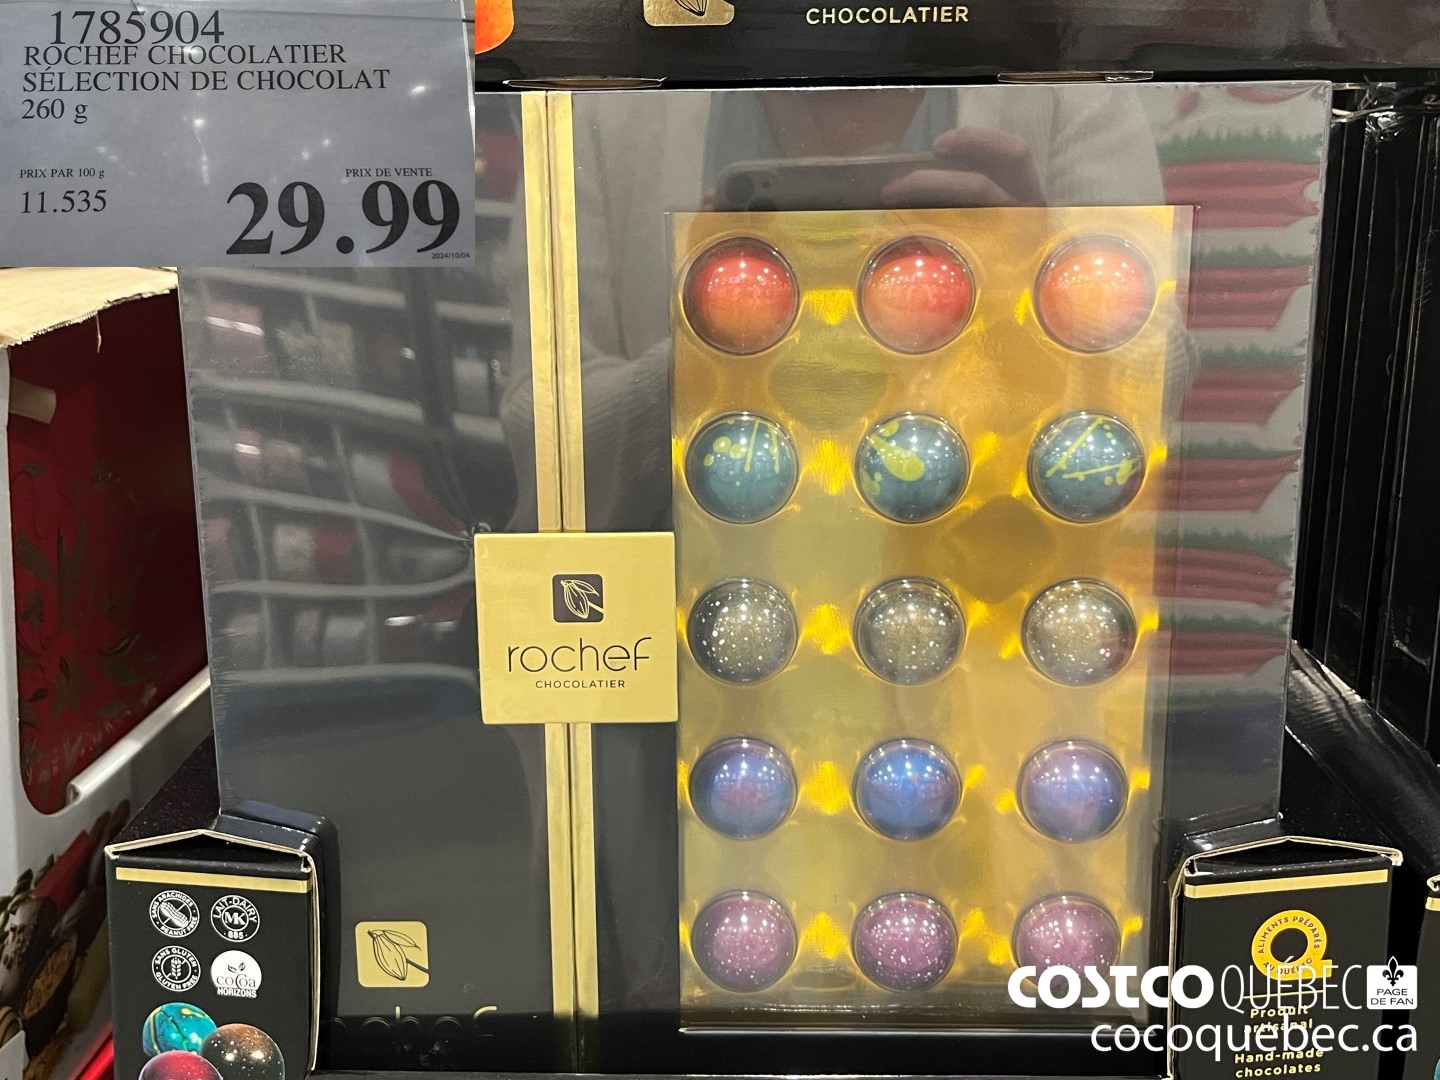 1785904
ROCHEF CHOCOLATIER
SÉLECTION DE CHOCOLAT
260 g
PRIX PAR 100 g
11.535
PRIX DE VENTE
29.99
2024/10/04
CHOCOLATIER
rochef
CHOCOLATIER
SANS ARACHIDES
PEANUT FREE
LAIT-DAIRY
MK
885
SANS GLUTEN
GLUTEN FREE
cocoa
HORIZONS
ALIMENTS PRÉPARÉS
AU QUÉBEC
Produit
artisanal
Hand-made
chocolates
COSTCO QUÉBEC
PAGE
DE FAN
cocoquebec.ca